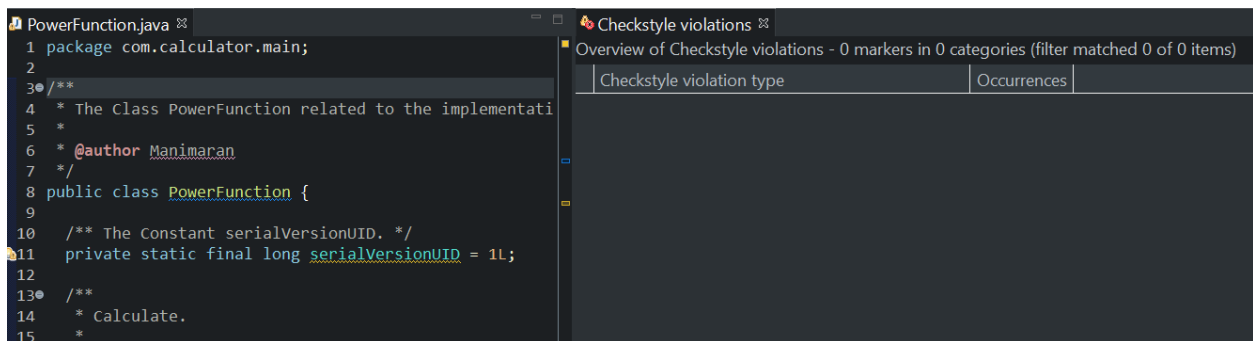 PowerFunction.java
1 package com.calculator.main;
2
3 /**
4 * The Class PowerFunction related to the implementati
5 *
6 * @author Manimaran
7 */
8 public class PowerFunction {
9
10 /** The Constant serialVersionUID. */
11 private static final long serialVersionUID = 1L;
12
13 /**
14 * Calculate.
15 *
Checkstyle violations
Overview of Checkstyle violations - 0 markers in 0 categories (filter matched 0 of 0 items)
Checkstyle violation type Occurrences